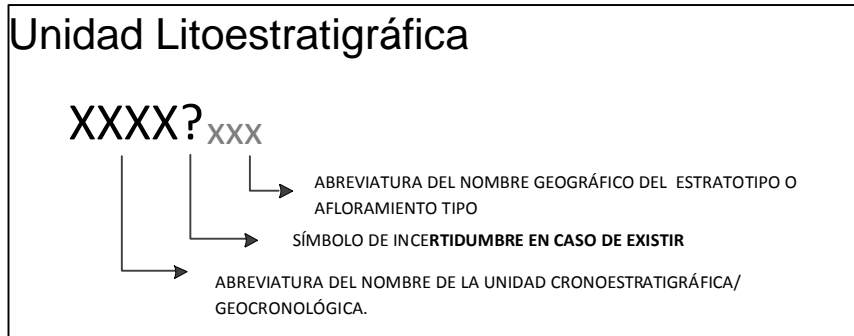 Unidad Litoestratigráfica
XXXX?xxx
ABREVIATURA DEL NOMBRE GEOGRÁFICO DEL ESTRATOTIPO O
AFLORAMIENTO TIPO
SÍMBOLO DE INCERTIDUMBRE EN CASO DE EXISTIR
ABREVIATURA DEL NOMBRE DE LA UNIDAD CRONOESTRATIGRÁFICA/
GEOCRONOLÓGICA.